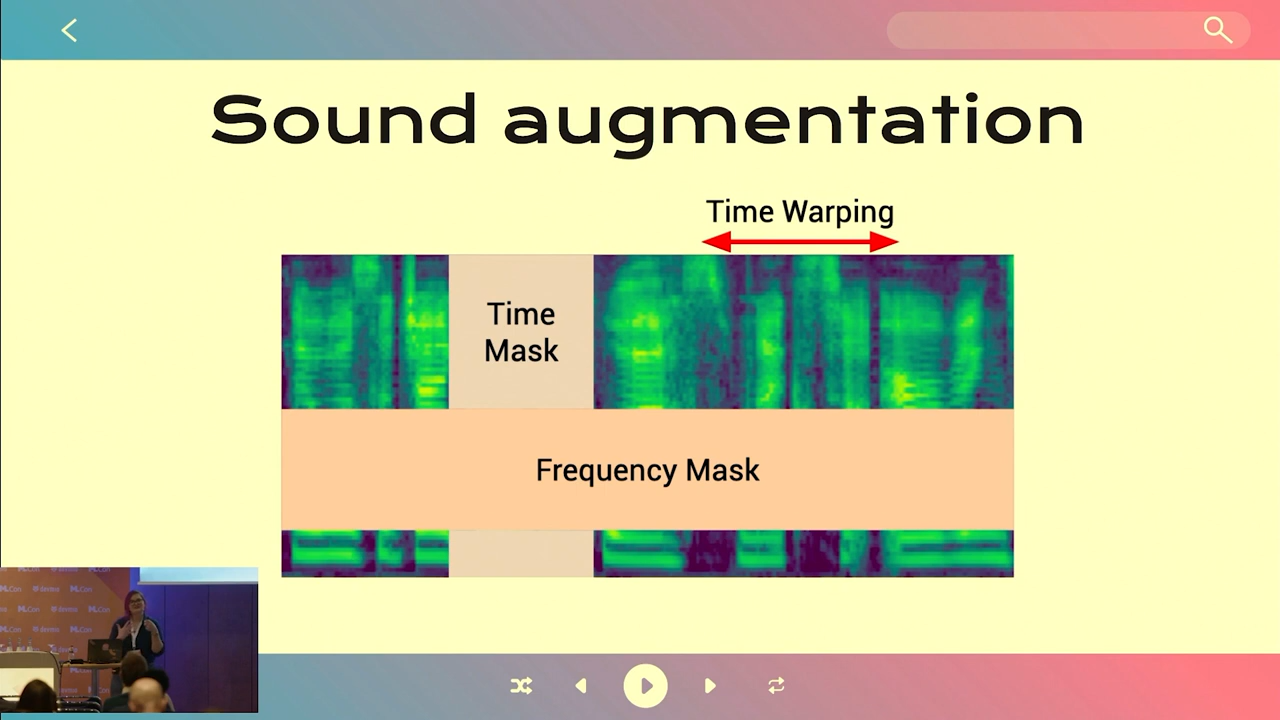 Sound augmentation
Time Warping
Time
Mask
Frequency Mask